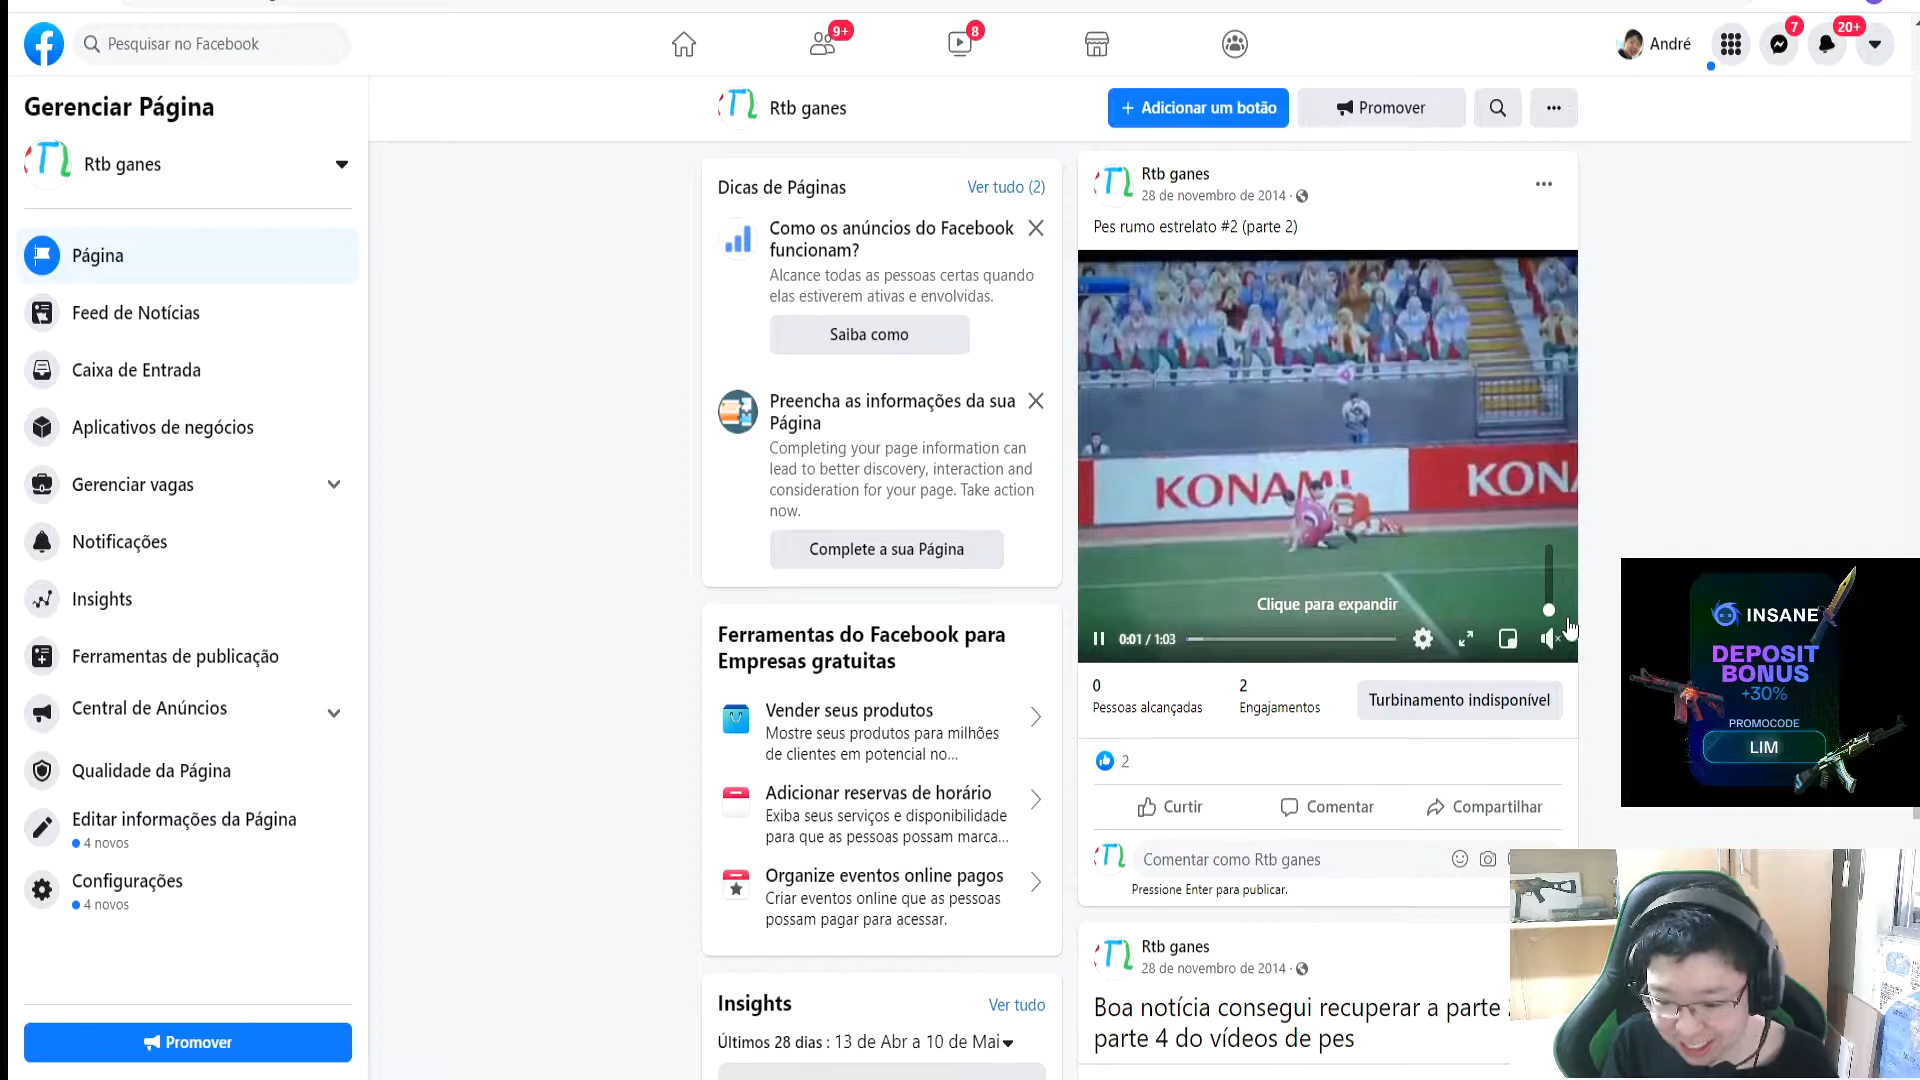 Pesquisar no Facebook
9+
8
André
7
20+
Gerenciar Página
Rtb ganes
Página
Feed de Notícias
Caixa de Entrada
Aplicativos de negócios
Gerenciar vagas
Notificações
Insights
Ferramentas de publicação
Central de Anúncios
Qualidade da Página
Editar informações da Página
4 novos
Configurações
4 novos
Promover
Rtb ganes
+ Adicionar um botão
Promover
Dicas de Páginas
Ver tudo (2)
Como os anúncios do Facebook
funcionam?
Alcance todas as pessoas certas quando
elas estiverem ativas e envolvidas.
Saiba como
Preencha as informações da sua
Página
Completing your page information can
lead to better discovery, interaction and
consideration for your page. Take action
now.
Complete a sua Página
Ferramentas do Facebook para
Empresas gratuitas
Vender seus produtos
Mostre seus produtos para milhões
de clientes em potencial no...
Adicionar reservas de horário
Exiba seus serviços e disponibilidade
para que as pessoas possam marca...
Organize eventos online pagos
Criar eventos online que as pessoas
possam pagar para acessar.
Insights
Ver tudo
Últimos 28 dias : 13 de Abr a 10 de Mai
Rtb ganes
28 de novembro de 2014 ·
Pes rumo estrelato #2 (parte 2)
KONAMI
KONA
Clique para expandir
0:01 / 1:03
0
Pessoas alcançadas
2
Engajamentos
Turbinamento indisponível
2
Curtir
Comentar
Compartilhar
Comentar como Rtb ganes
Pressione Enter para publicar.
Rtb ganes
28 de novembro de 2014 ·
Boa notícia consegui recuperar a parte
parte 4 do vídeos de pes
INSANE
DEPOSIT
BONUS
+30%
PROMOCODE
LIM